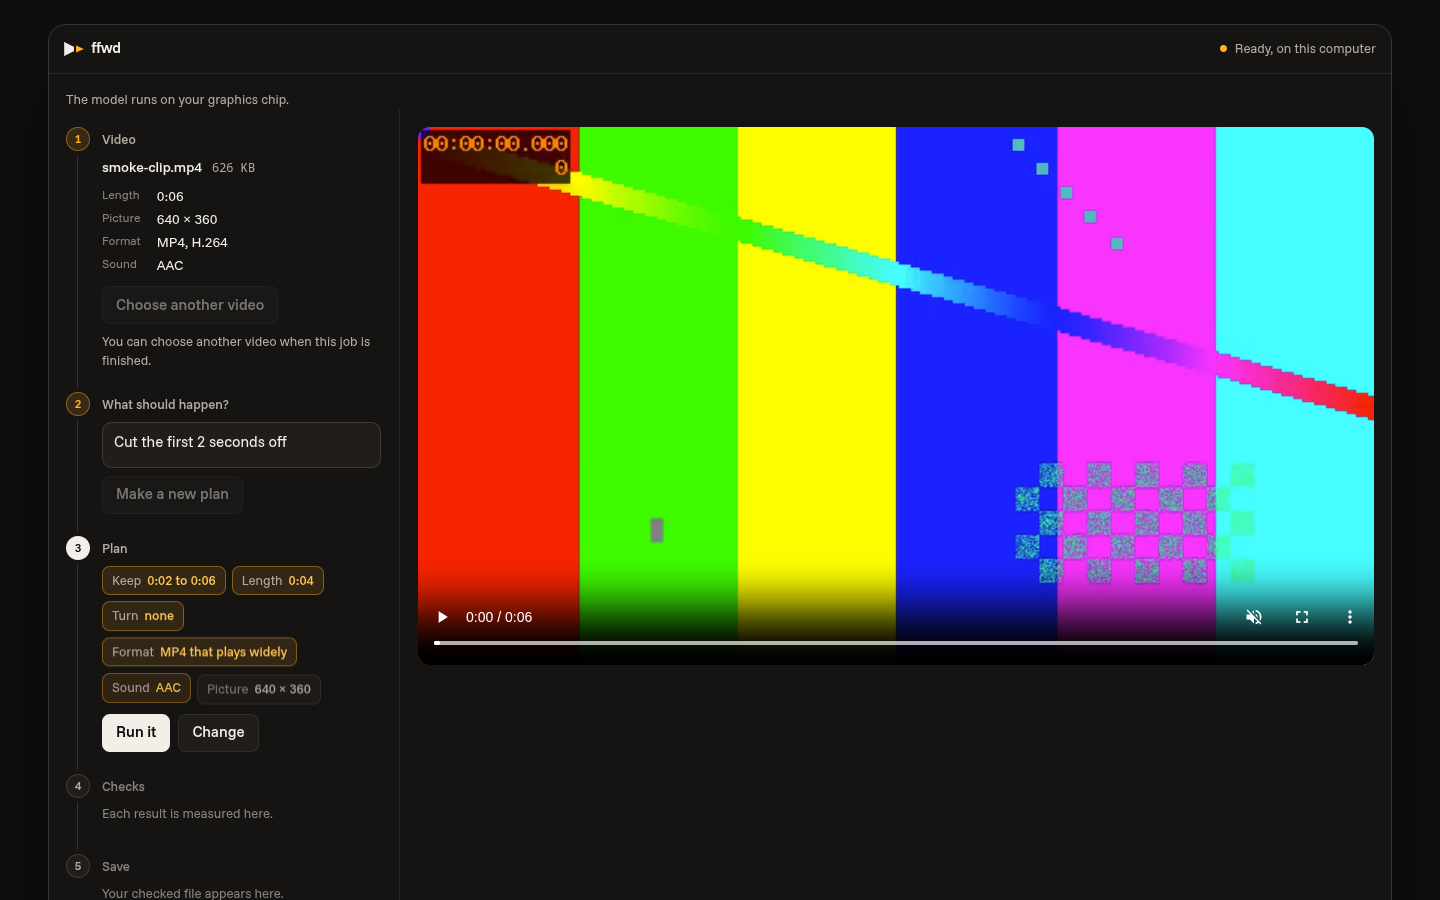 ffwd
Ready, on this computer
The model runs on your graphics chip.
1 Video
smoke-clip.mp4 626 KB
Length 0:06
Picture 640 × 360
Format MP4, H.264
Sound AAC
Choose another video
You can choose another video when this job is
finished.
2 What should happen?
Cut the first 2 seconds off
Make a new plan
3 Plan
Keep 0:02 to 0:06 Length 0:04
Turn none
Format MP4 that plays widely
Sound AAC Picture 640 × 360
Run it Change
4 Checks
Each result is measured here.
5 Save
Your checked file appears here.
00:00:00.000
0
0:00 / 0:06